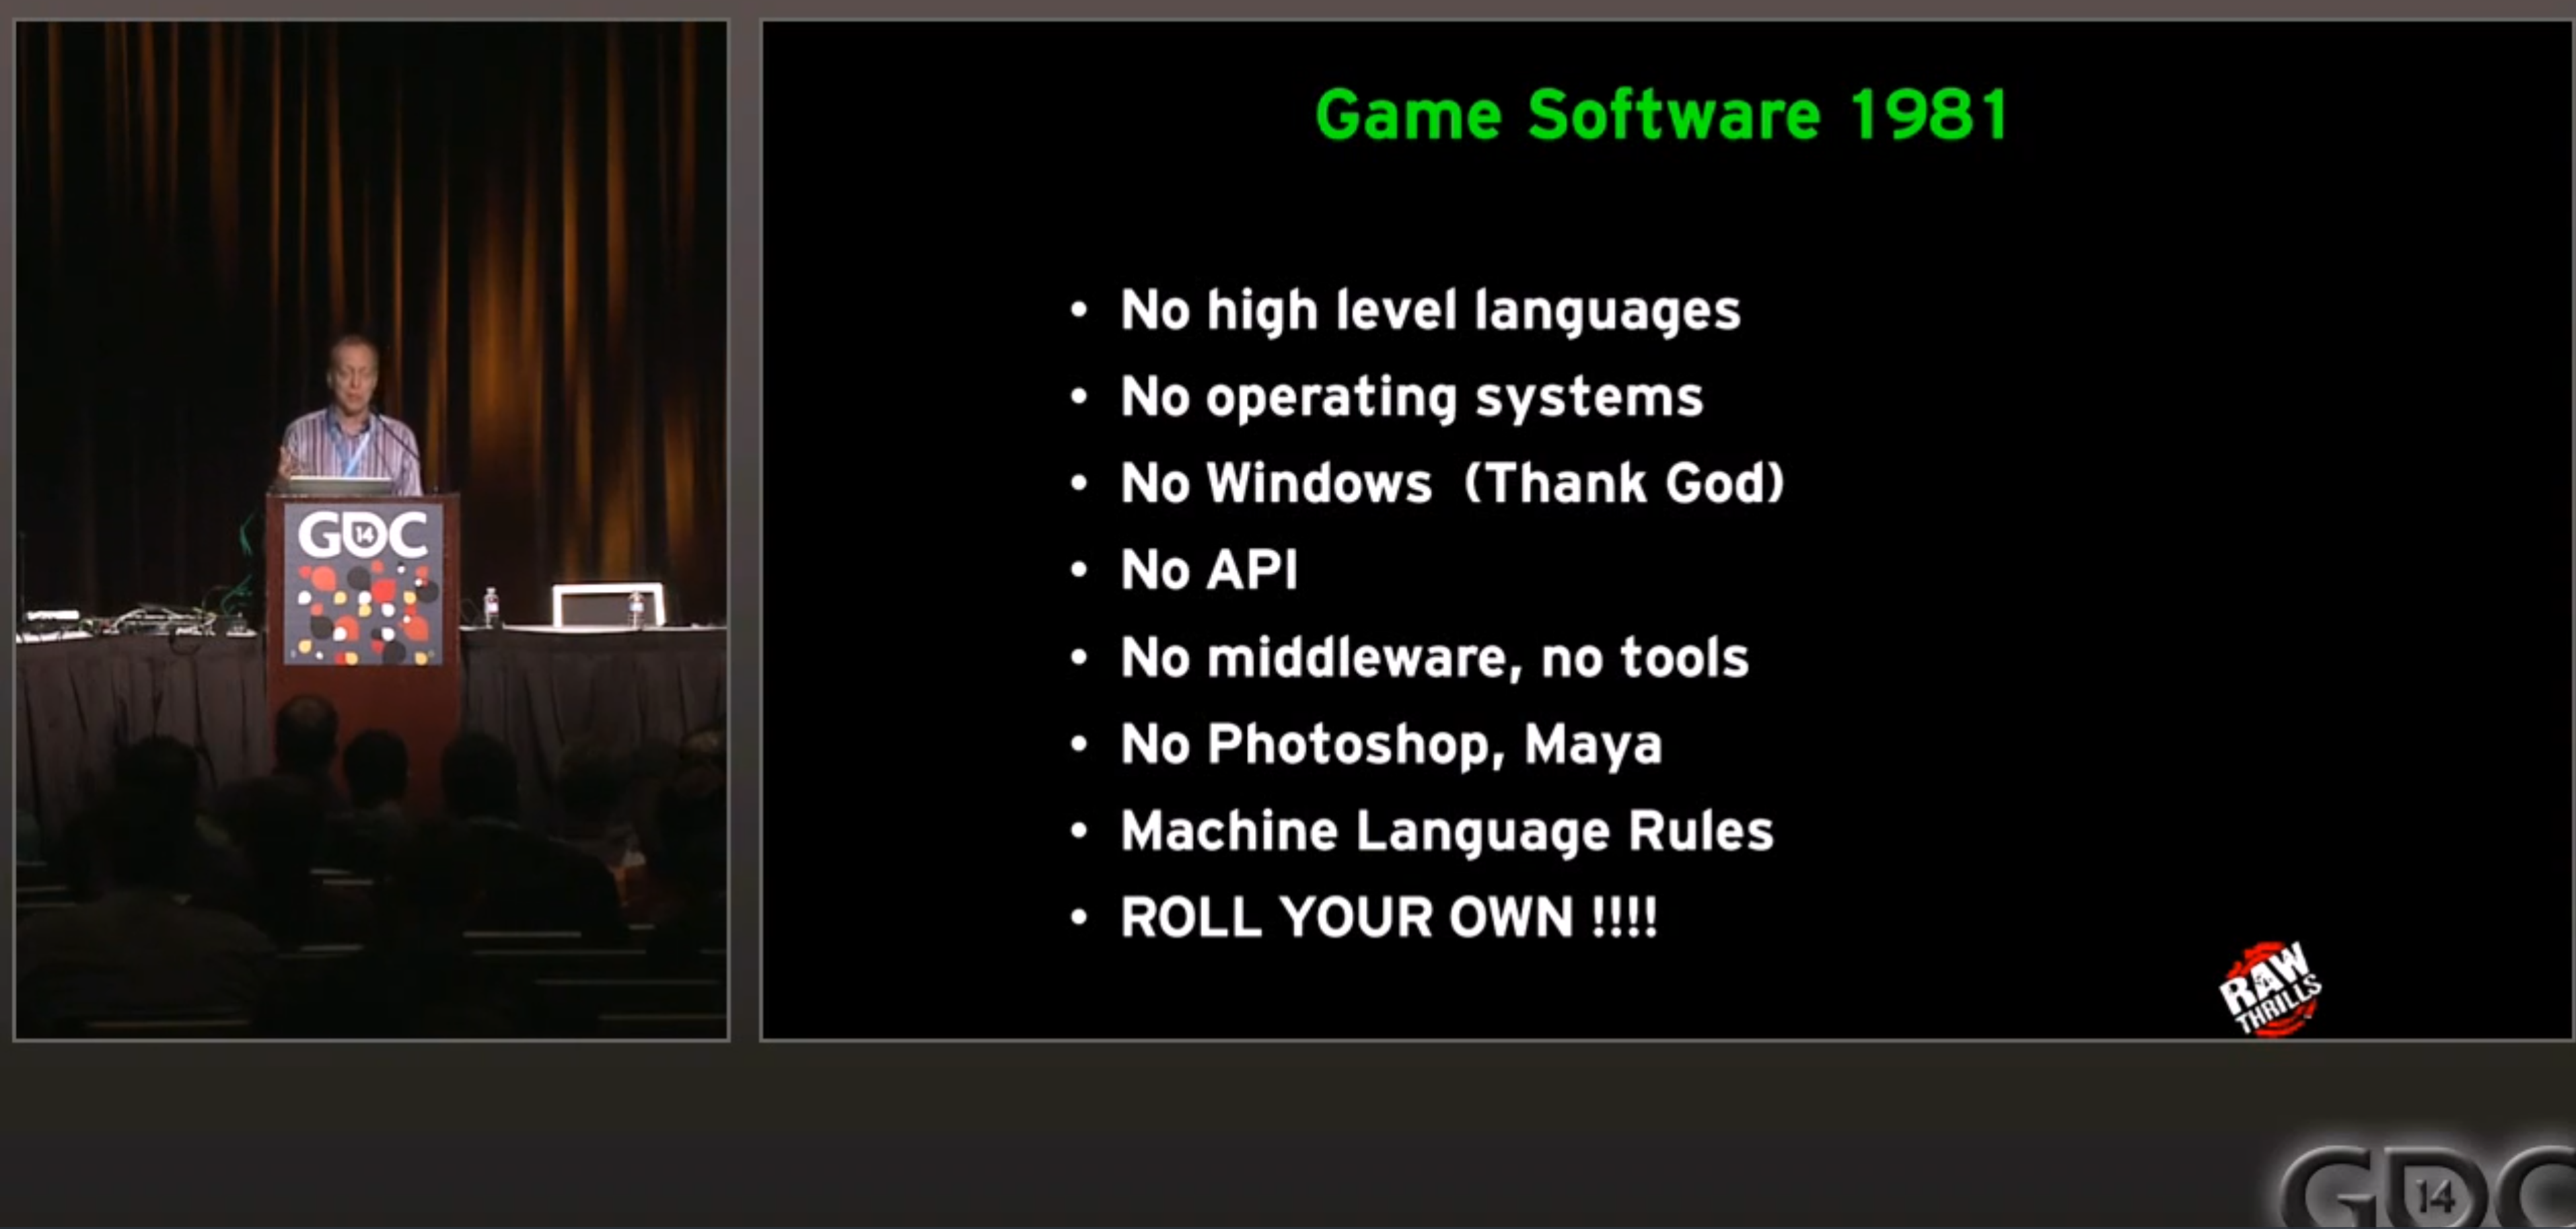 GDC
14
Game Software 1981
• No high level languages
• No operating systems
• No Windows (Thank God)
• No API
• No middleware, no tools
• No Photoshop, Maya
• Machine Language Rules
• ROLL YOUR OWN !!!!
RAW
THRILLS
GDC
14